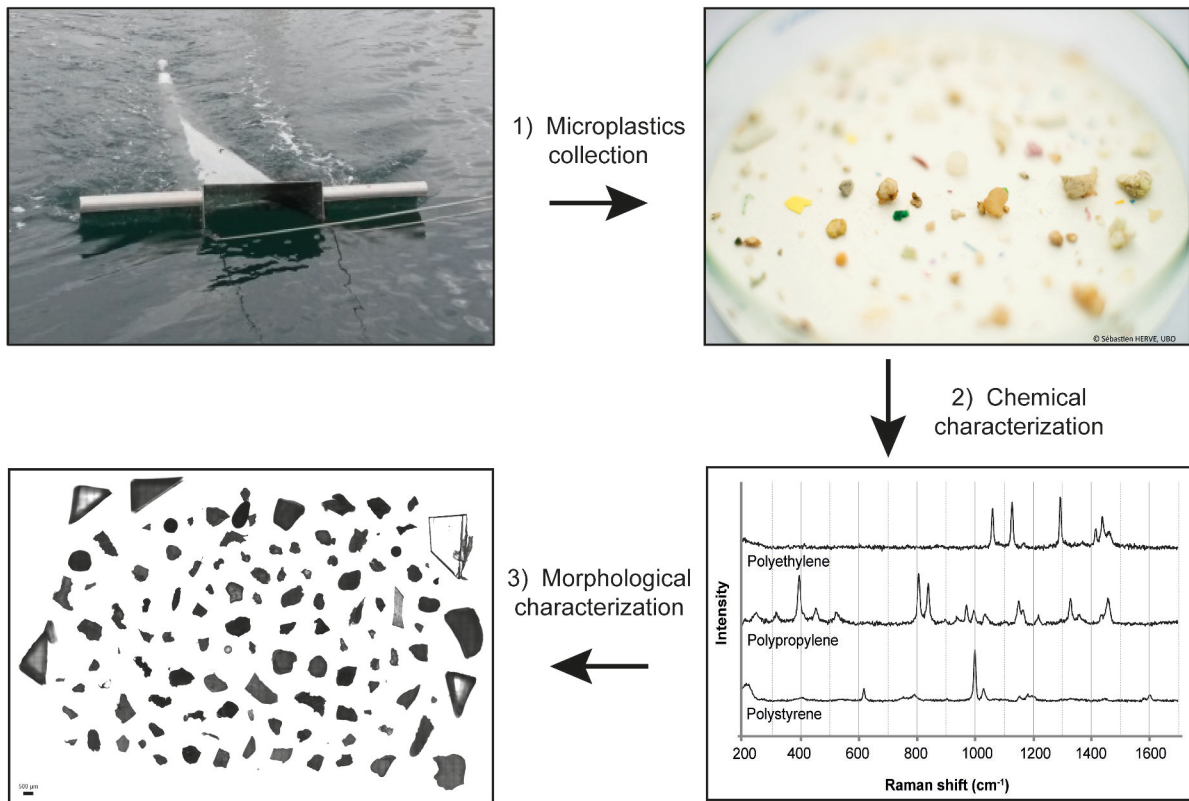 1) Microplastics
collection
© Sébastien HERVE, UBO
2) Chemical
characterization
3) Morphological
characterization
500 µm
Intensity
Polyethylene
Polypropylene
Polystyrene
200 400 600 800 1000 1200 1400 1600
Raman shift (cm⁻¹)